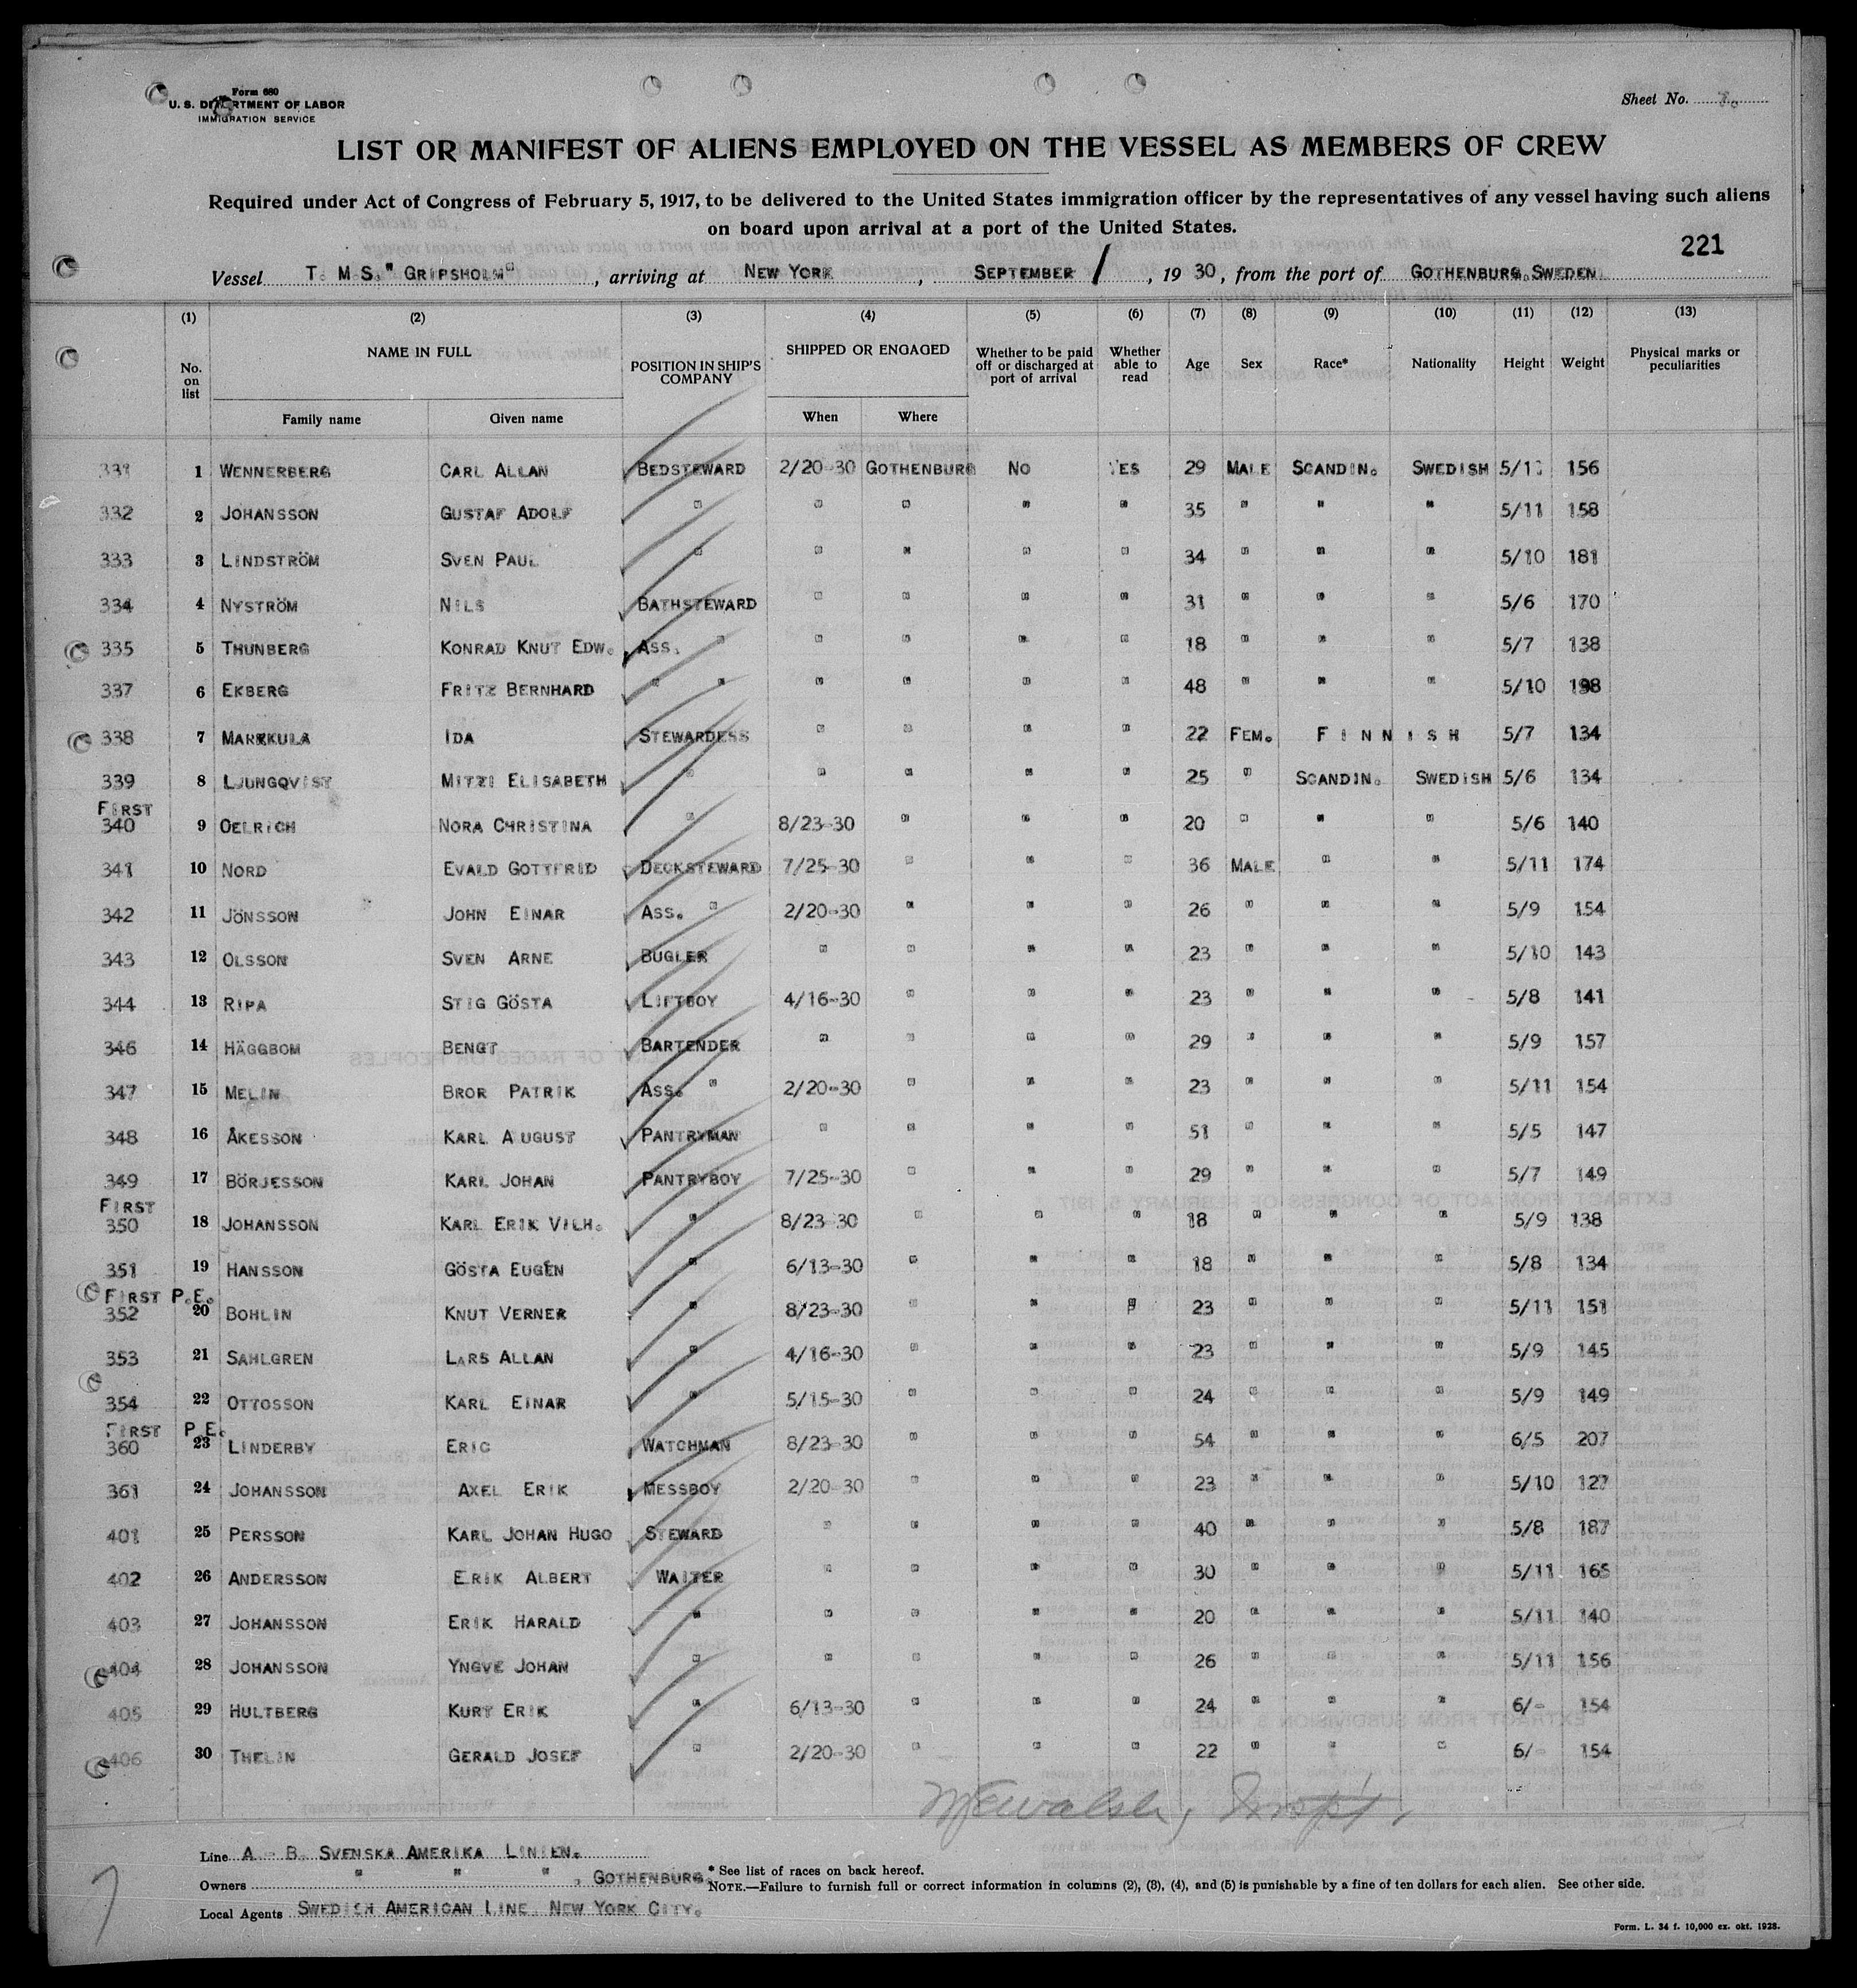 Form 680
U. S. DEPARTMENT OF LABOR
IMMIGRATION SERVICE
Sheet No.
LIST OR MANIFEST OF ALIENS EMPLOYED ON THE VESSEL AS MEMBERS OF CREW
Required under Act of Congress of February 5, 1917, to be delivered to the United States immigration officer by the representatives of any vessel having such aliens
on board upon arrival at a port of the United States.
221
Vessel T. M S. " GRIPSHOLM" , arriving at NEW YORK , SEPTEMBER 1 , 19 30, from the port of GOTHENBURG. SWEDEN.
(1) (2) (3) (4) (5) (6) (7) (8) (9) (10) (11) (12) (13)
No. on list NAME IN FULL POSITION IN SHIP'S COMPANY SHIPPED OR ENGAGED Whether to be paid off or discharged at port of arrival Whether able to read Age Sex Race* Nationality Height Weight Physical marks or peculiarities
Family name Given name When Where
331 1 WENNERBERG CARL ALLAN BEDSTEWARD 2/20-30 GOTHENBURG NO YES 29 MALE SCANDIN. SWEDISH 156
332 2 JOHANSSON GUSTAF ADOLF " " " " " 35 " " " 5/11 158
333 3 LINDSTRÖM SVEN PAUL " " " " " 34 " " " 5/10 181
334 4 NYSTRÖM NILS BATHSTEWARD " " " " 31 " " " 5/6 170
335 5 THUNBERG KONRAD KNUT EDW. ASS. " " " " " 18 " " " 5/7 138
337 6 EKBERG FRITZ BERNHARD " " " " " " 48 " " " 5/10 198
338 7 MARKKULA IDA STEWARDESS " " " " 22 FEM. F I N N I S H 5/7 134
339 8 LJUNGQVIST MITZI ELISABETH " " " " " 25 " SCANDIN. SWEDISH 5/6 134
FIRST
340 9 OELRICH NORA CHRISTINA " 8/23-30 " " " 20 " " " 5/6 140
341 10 NORD EVALD GOTTFRID DECKSTEWARD 7/25-30 " " " 36 MALE " " 5/11 174
342 11 JÖNSSON JOHN EINAR ASS. " 2/20-30 " " " 26 " " " 5/9 154
343 12 OLSSON SVEN ARNE BUGLER " " " " 23 " " " 5/10 143
344 13 RIPA STIG GÖSTA LIFTBOY 4/16-30 " " " 23 " " " 5/8 141
346 14 HÄGGBOM BENGT BARTENDER " " " " 29 " " " 5/9 157
347 15 MELIN BROR PATRIK ASS. " 2/20-30 " " " 23 " " " 5/11 154
348 16 ÅKESSON KARL AUGUST PANTRYMAN " " " " 51 " " " 5/5 147
349 17 BÖRJESSON KARL JOHAN PANTRYBOY 7/25-30 " " " 29 " " " 5/7 149
FIRST
350 18 JOHANSSON KARL ERIK VILH. " 8/23-30 " " " 18 " " " 5/9 138
351 19 HANSSON GÖSTA EUGÉN " 6/13-30 " " " 18 " " " 5/8 134
FIRST P.E.
352 20 BOHLIN KNUT VERNER " 8/23-30 " " " 23 " " " 5/11 151
353 21 SAHLGREN LARS ALLAN " 4/16-30 " " " 23 " " " 5/9 145
354 22 OTTOSSON KARL EINAR " 5/15-30 " " " 24 " " " 5/9 149
FIRST P.E.
360 23 LINDERBY ERIC WATCHMAN 8/23-30 " " " 54 " " " 6/5 207
361 24 JOHANSSON AXEL ERIK MESSBOY 2/20-30 " " " 23 " " " 5/10 127
401 25 PERSSON KARL JOHAN HUGO STEWARD " " " " 40 " " " 5/8 187
402 26 ANDERSSON ERIK ALBERT WAITER " " " " 30 " " " 5/11 165
403 27 JOHANSSON ERIK HARALD " " " " " 20 " " " 5/11 140
404 28 JOHANSSON YNGVE JOHAN " " " " " 26 " " " 5/11 156
405 29 HULTBERG KURT ERIK " 6/13-30 " " " 24 " " " 6/- 154
406 30 THELIN GERALD JOSEF " 2/20-30 " " " 22 " " " 6/- 154
Line A. B. SVENSKA AMERIKA LINIEN.
Owners " " " , GOTHENBURG.
Local Agents SWEDISH AMERICAN LINE. NEW YORK CITY.
* See list of races on back hereof.
NOTE.—Failure to furnish full or correct information in columns (2), (3), (4), and (5) is punishable by a fine of ten dollars for each alien. See other side.
Form. L. 34 f. 10,000 ex. okt. 1928.
7